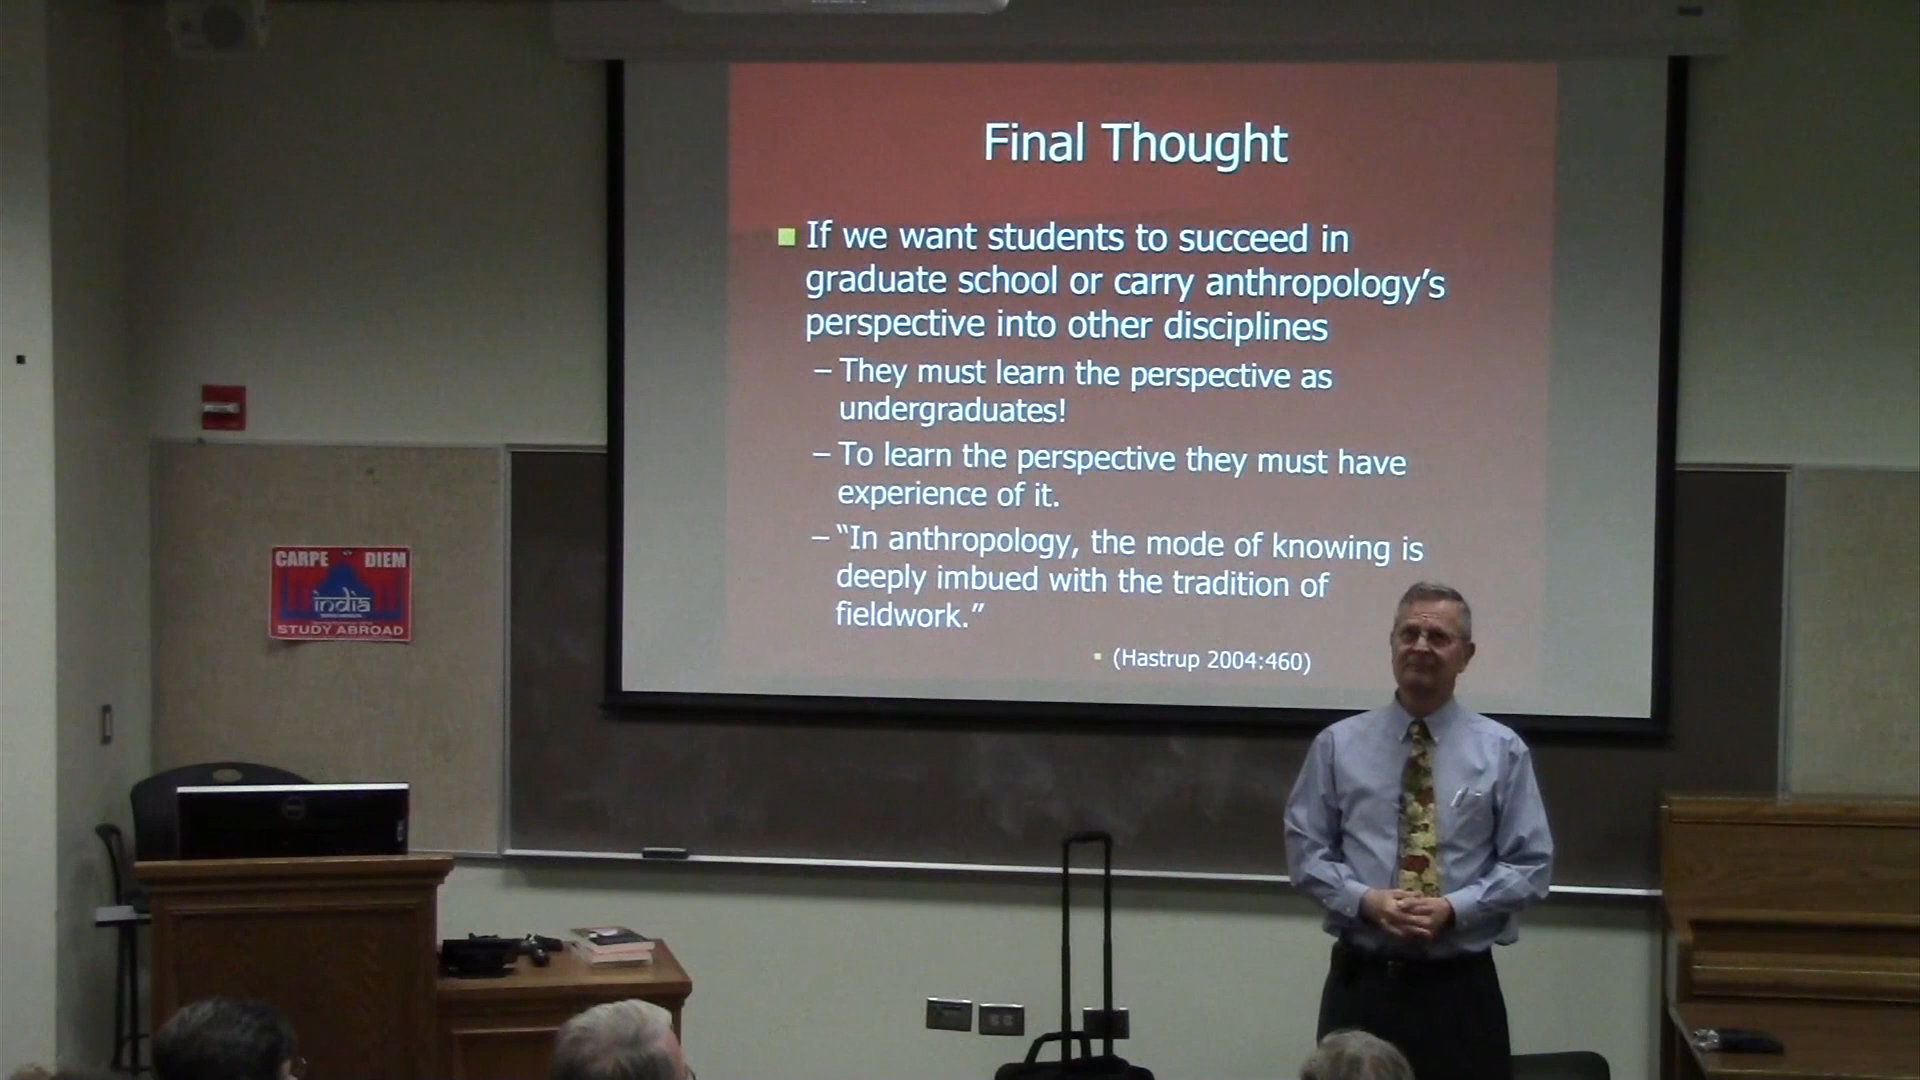 Final Thought
If we want students to succeed in
graduate school or carry anthropology's
perspective into other disciplines
– They must learn the perspective as
undergraduates!
– To learn the perspective they must have
experience of it.
– “In anthropology, the mode of knowing is
deeply imbued with the tradition of
fieldwork.”
(Hastrup 2004:460)
CARPE DIEM
india
STUDY ABROAD